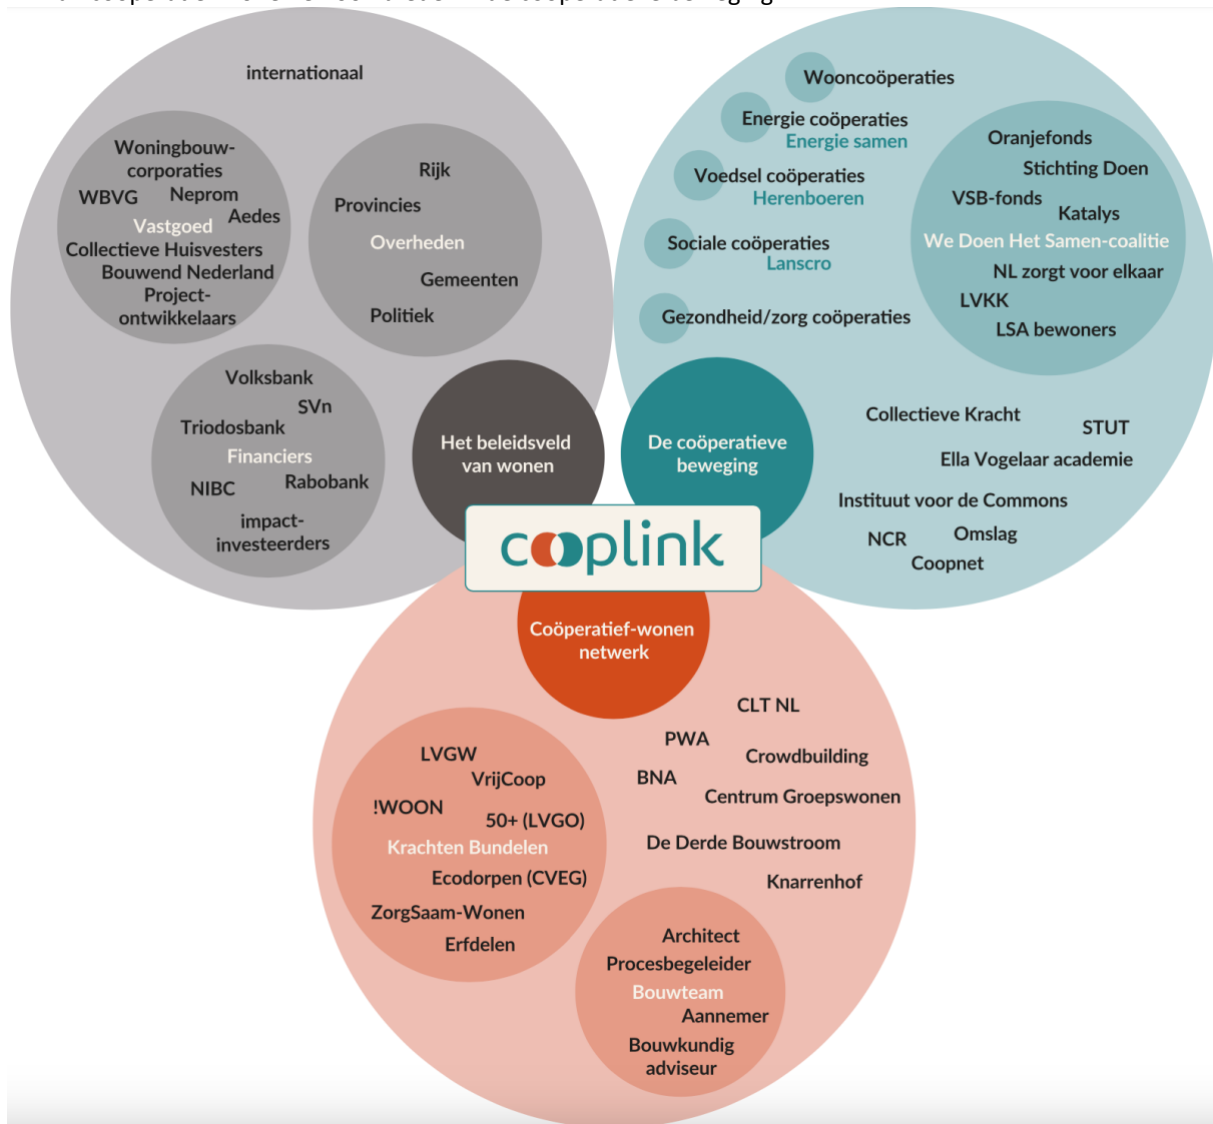 internationaal
Woningbouw-
corporaties
WBVG
Neprom
Aedes
Vastgoed
Collectieve Huisvesters
Bouwend Nederland
Project-
ontwikkelaars
Rijk
Provincies
Overheden
Gemeenten
Politiek
Volksbank
SVn
Triodosbank
Financiers
NIBC
Rabobank
impact-
investeerders
Het beleidsveld
van wonen
Wooncoöperaties
Energie coöperaties
Energie samen
Voedsel coöperaties
Herenboeren
Sociale coöperaties
Lanscro
Gezondheid/zorg coöperaties
Oranjefonds
Stichting Doen
VSB-fonds
Katalys
We Doen Het Samen-coalitie
NL zorgt voor elkaar
LVKK
LSA bewoners
De coöperatieve
beweging
Collectieve Kracht
STUT
Ella Vogelaar academie
Instituut voor de Commons
NCR
Omslag
Coopnet
cooplink
Coöperatief-wonen
netwerk
CLT NL
PWA
Crowdbuilding
BNA
Centrum Groepswonen
De Derde Bouwstroom
Knarrenhof
LVGW
VrijCoop
!WOON
50+ (LVGO)
Krachten Bundelen
Ecodorpen (CVEG)
ZorgSaam-Wonen
Erfdelen
Architect
Procesbegeleider
Bouwteam
Aannemer
Bouwkundig
adviseur